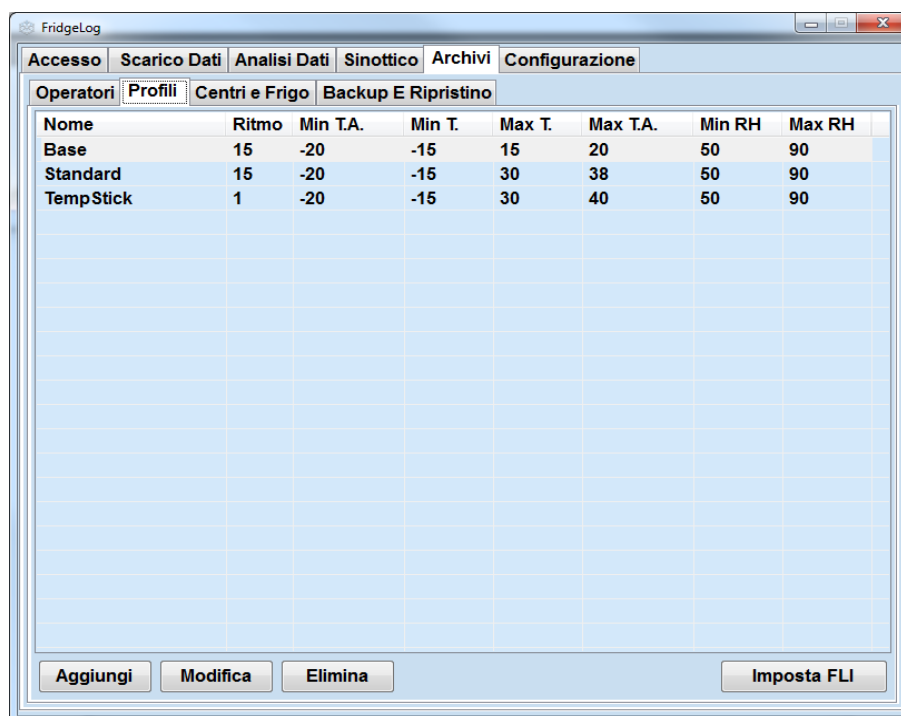 FridgeLog
Accesso Scarico Dati Analisi Dati Sinottico Archivi Configurazione
Operatori Profili Centri e Frigo Backup E Ripristino
Nome Ritmo Min T.A. Min T. Max T. Max T.A. Min RH Max RH
Base 15 -20 -15 15 20 50 90
Standard 15 -20 -15 30 38 50 90
TempStick 1 -20 -15 30 40 50 90
Aggiungi Modifica Elimina Imposta FLI